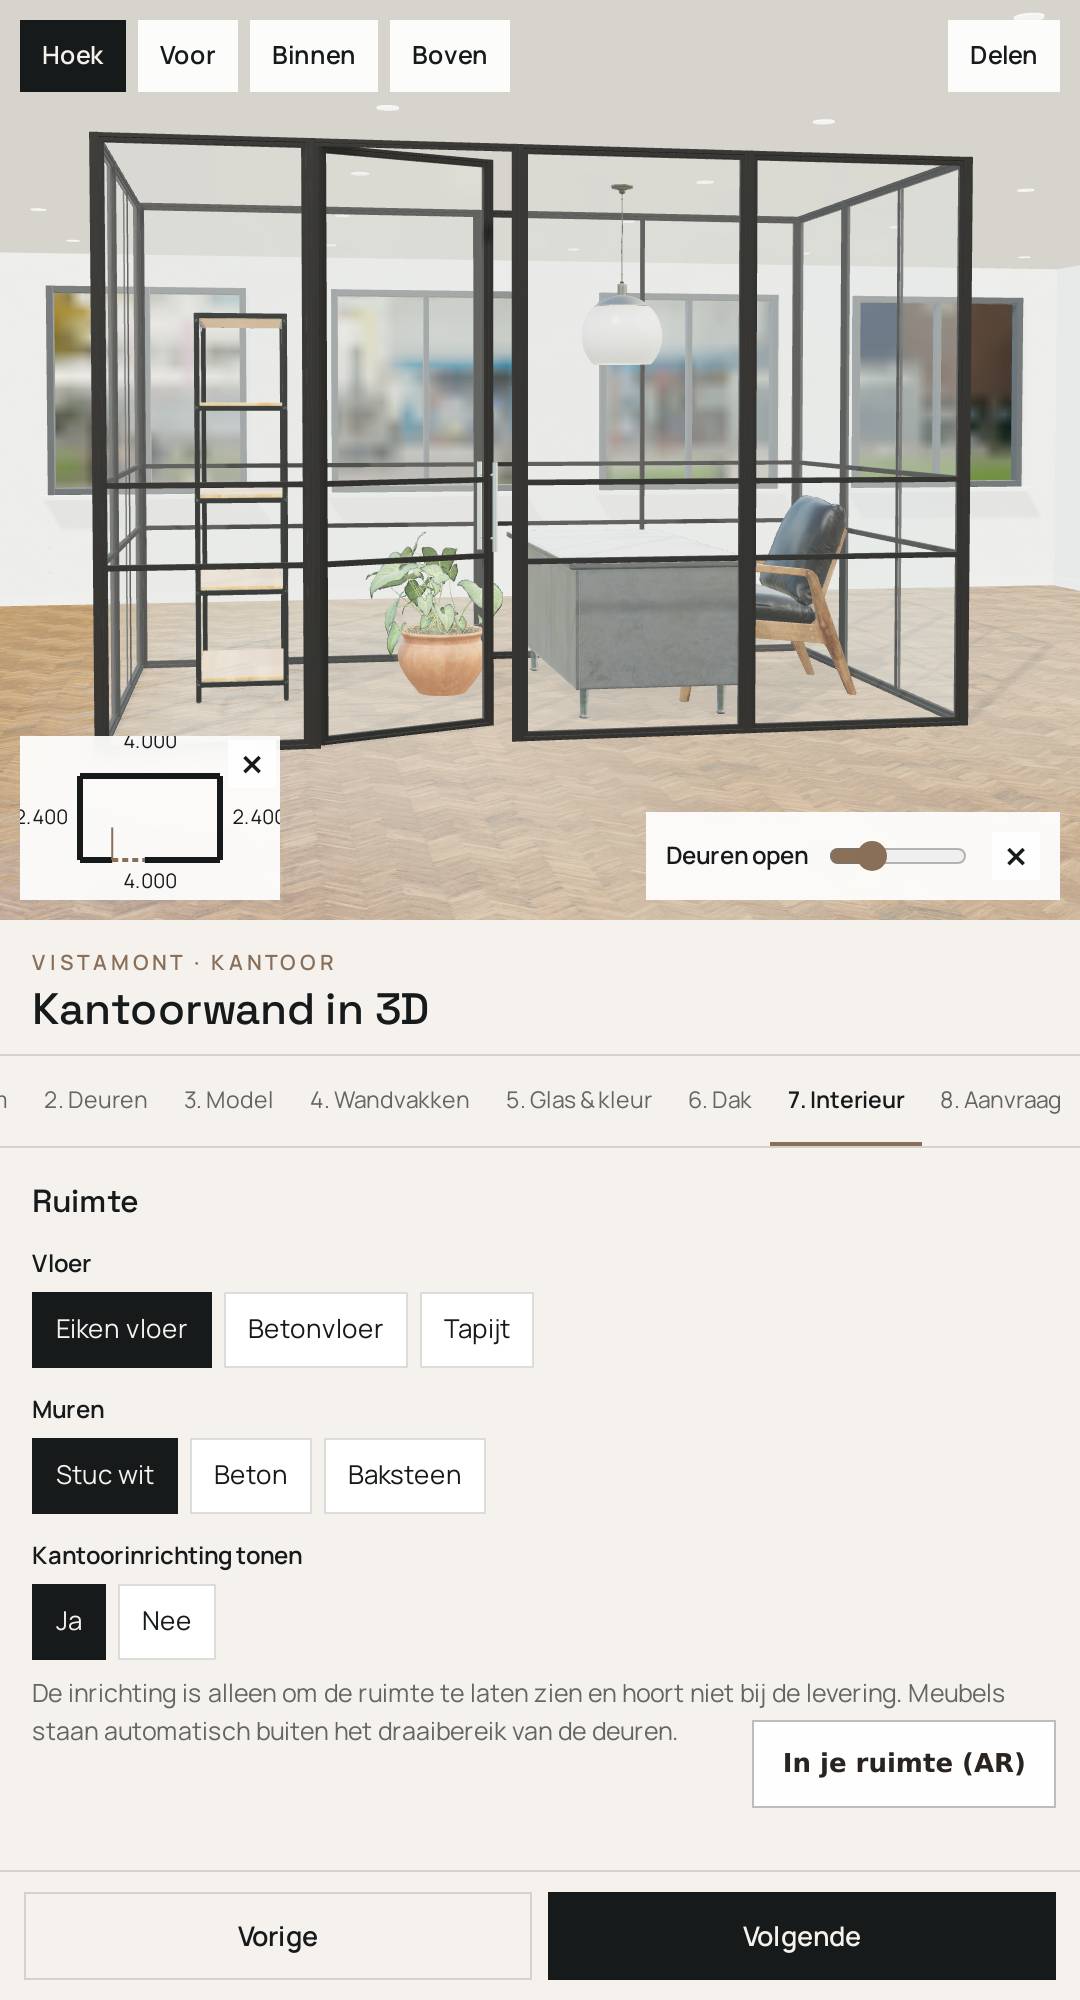 Hoek
Voor
Binnen
Boven
Delen
4.000
2.400
2.400
4.000
Deuren open
VISTAMONT · KANTOOR
Kantoorwand in 3D
2. Deuren
3. Model
4. Wandvakken
5. Glas & kleur
6. Dak
7. Interieur
8. Aanvraag
Ruimte
Vloer
Eiken vloer
Betonvloer
Tapijt
Muren
Stuc wit
Beton
Baksteen
Kantoorinrichting tonen
Ja
Nee
De inrichting is alleen om de ruimte te laten zien en hoort niet bij de levering. Meubels
staan automatisch buiten het draaibereik van de deuren.
In je ruimte (AR)
Vorige
Volgende